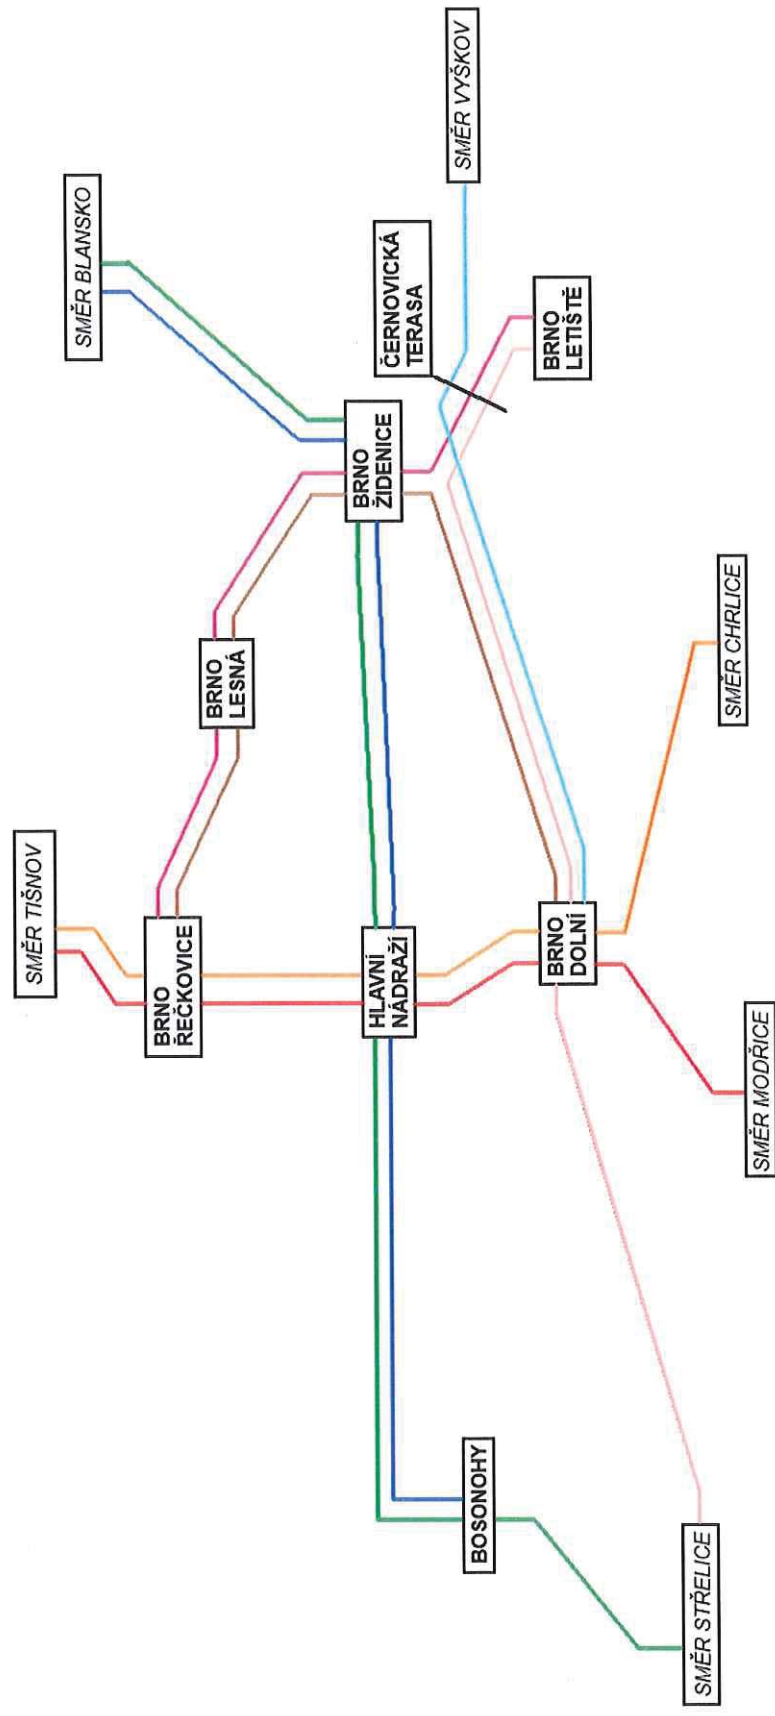 SMĚR TIŠNOV
SMĚR BLANSKO
BRNO
ŘEČKOVICE
BRNO
LESNÁ
HLAVNÍ
NÁDRAŽÍ
BRNO
ŽIDENICE
ČERNOVICKÁ
TERASA
SMĚR VYŠKOV
BOSONOHY
BRNO
DOLNÍ
BRNO
LETIŠTĚ
SMĚR STŘELICE
SMĚR MODŘICE
SMĚR CHRLICE